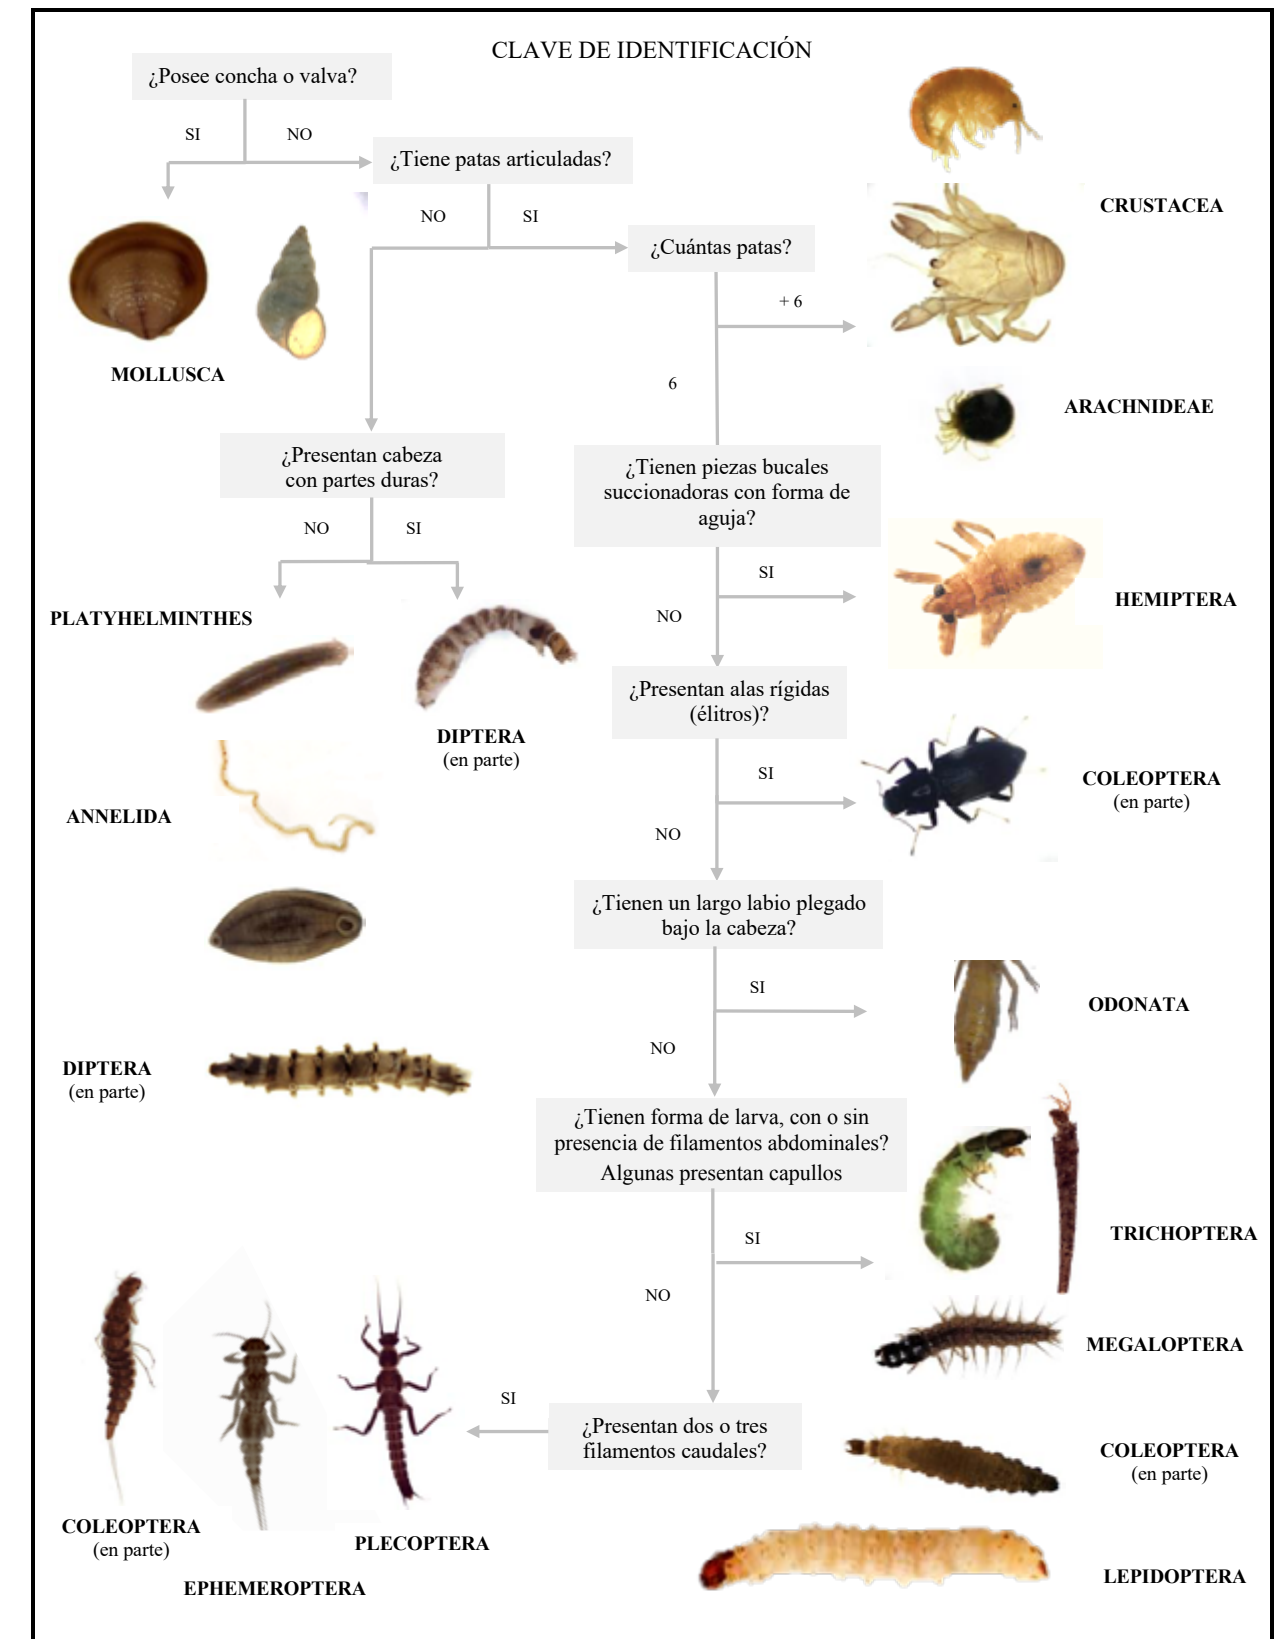 CLAVE DE IDENTIFICACIÓN
¿Posee concha o valva?
SI
NO
¿Tiene patas articuladas?
NO
SI
¿Cuántas patas?
+ 6
6
CRUSTACEA
ARACHNIDEAE
MOLLUSCA
¿Presentan cabeza
con partes duras?
NO
SI
PLATYHELMINTHES
DIPTERA
(en parte)
ANNELIDA
DIPTERA
(en parte)
¿Tienen piezas bucales
succionadoras con forma de
aguja?
SI
NO
HEMIPTERA
¿Presentan alas rígidas
(élitros)?
SI
NO
COLEOPTERA
(en parte)
¿Tienen un largo labio plegado
bajo la cabeza?
SI
NO
ODONATA
¿Tienen forma de larva, con o sin
presencia de filamentos abdominales?
Algunas presentan capullos
SI
NO
TRICHOPTERA
MEGALOPTERA
COLEOPTERA
(en parte)
LEPIDOPTERA
¿Presentan dos o tres
filamentos caudales?
SI
COLEOPTERA
(en parte)
EPHEMEROPTERA
PLECOPTERA